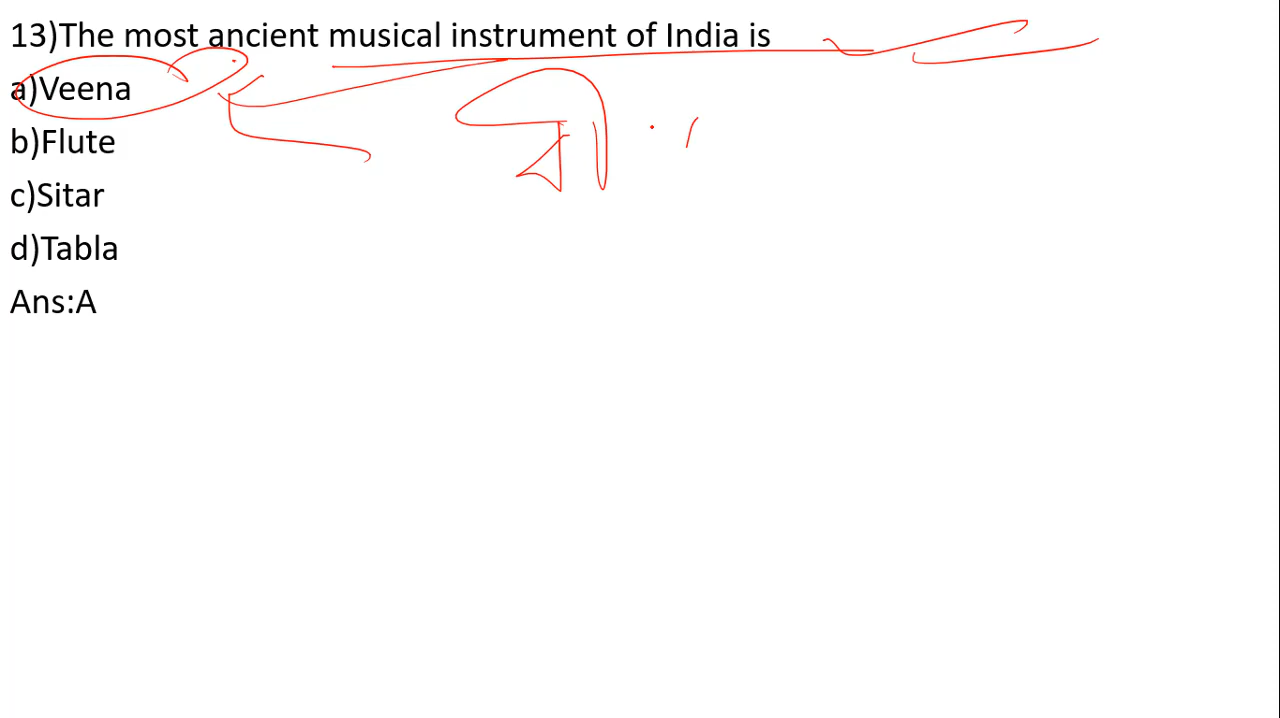 13)The most ancient musical instrument of India is
a)Veena
b)Flute
c)Sitar
d)Tabla
Ans:A